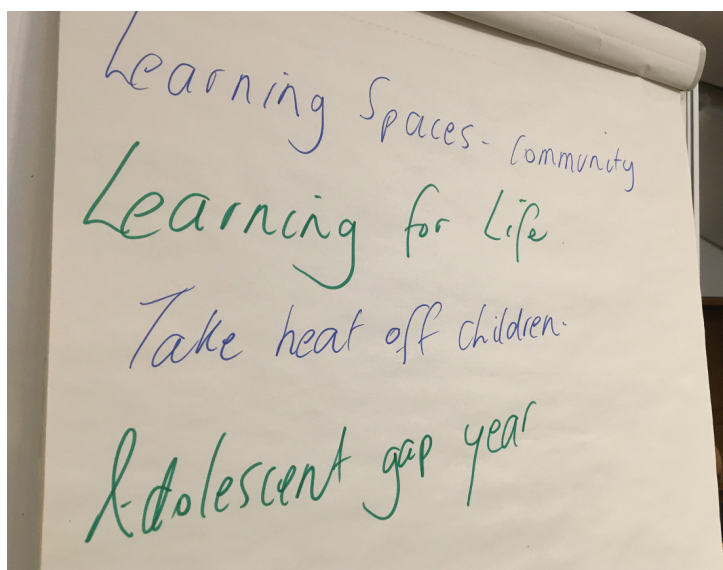 Learning Spaces - Community
Learning for Life
Take heat off children.
Adolescent gap year